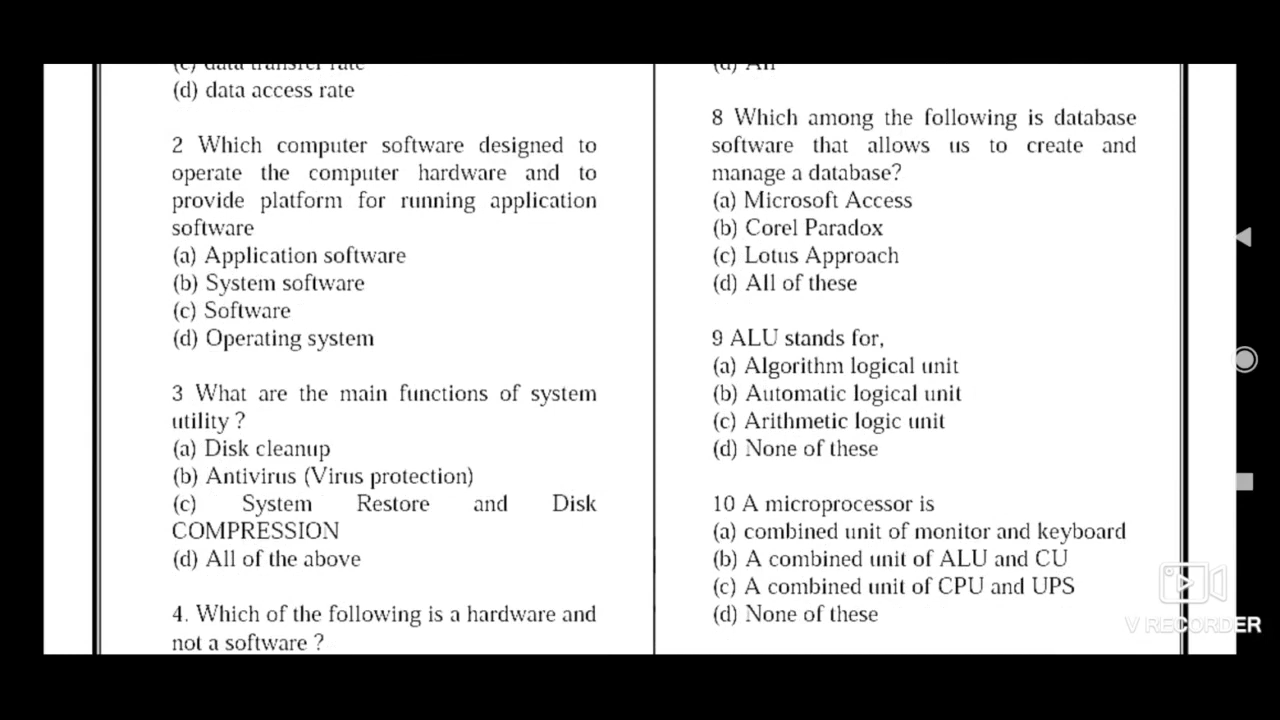 (c) data transfer rate
(d) data access rate
2 Which computer software designed to
operate the computer hardware and to
provide platform for running application
software
(a) Application software
(b) System software
(c) Software
(d) Operating system
3 What are the main functions of system
utility ?
(a) Disk cleanup
(b) Antivirus (Virus protection)
(c) System Restore and Disk
COMPRESSION
(d) All of the above
4. Which of the following is a hardware and
not a software ?
(d) All
8 Which among the following is database
software that allows us to create and
manage a database?
(a) Microsoft Access
(b) Corel Paradox
(c) Lotus Approach
(d) All of these
9 ALU stands for,
(a) Algorithm logical unit
(b) Automatic logical unit
(c) Arithmetic logic unit
(d) None of these
10 A microprocessor is
(a) combined unit of monitor and keyboard
(b) A combined unit of ALU and CU
(c) A combined unit of CPU and UPS
(d) None of these
V RECORDER